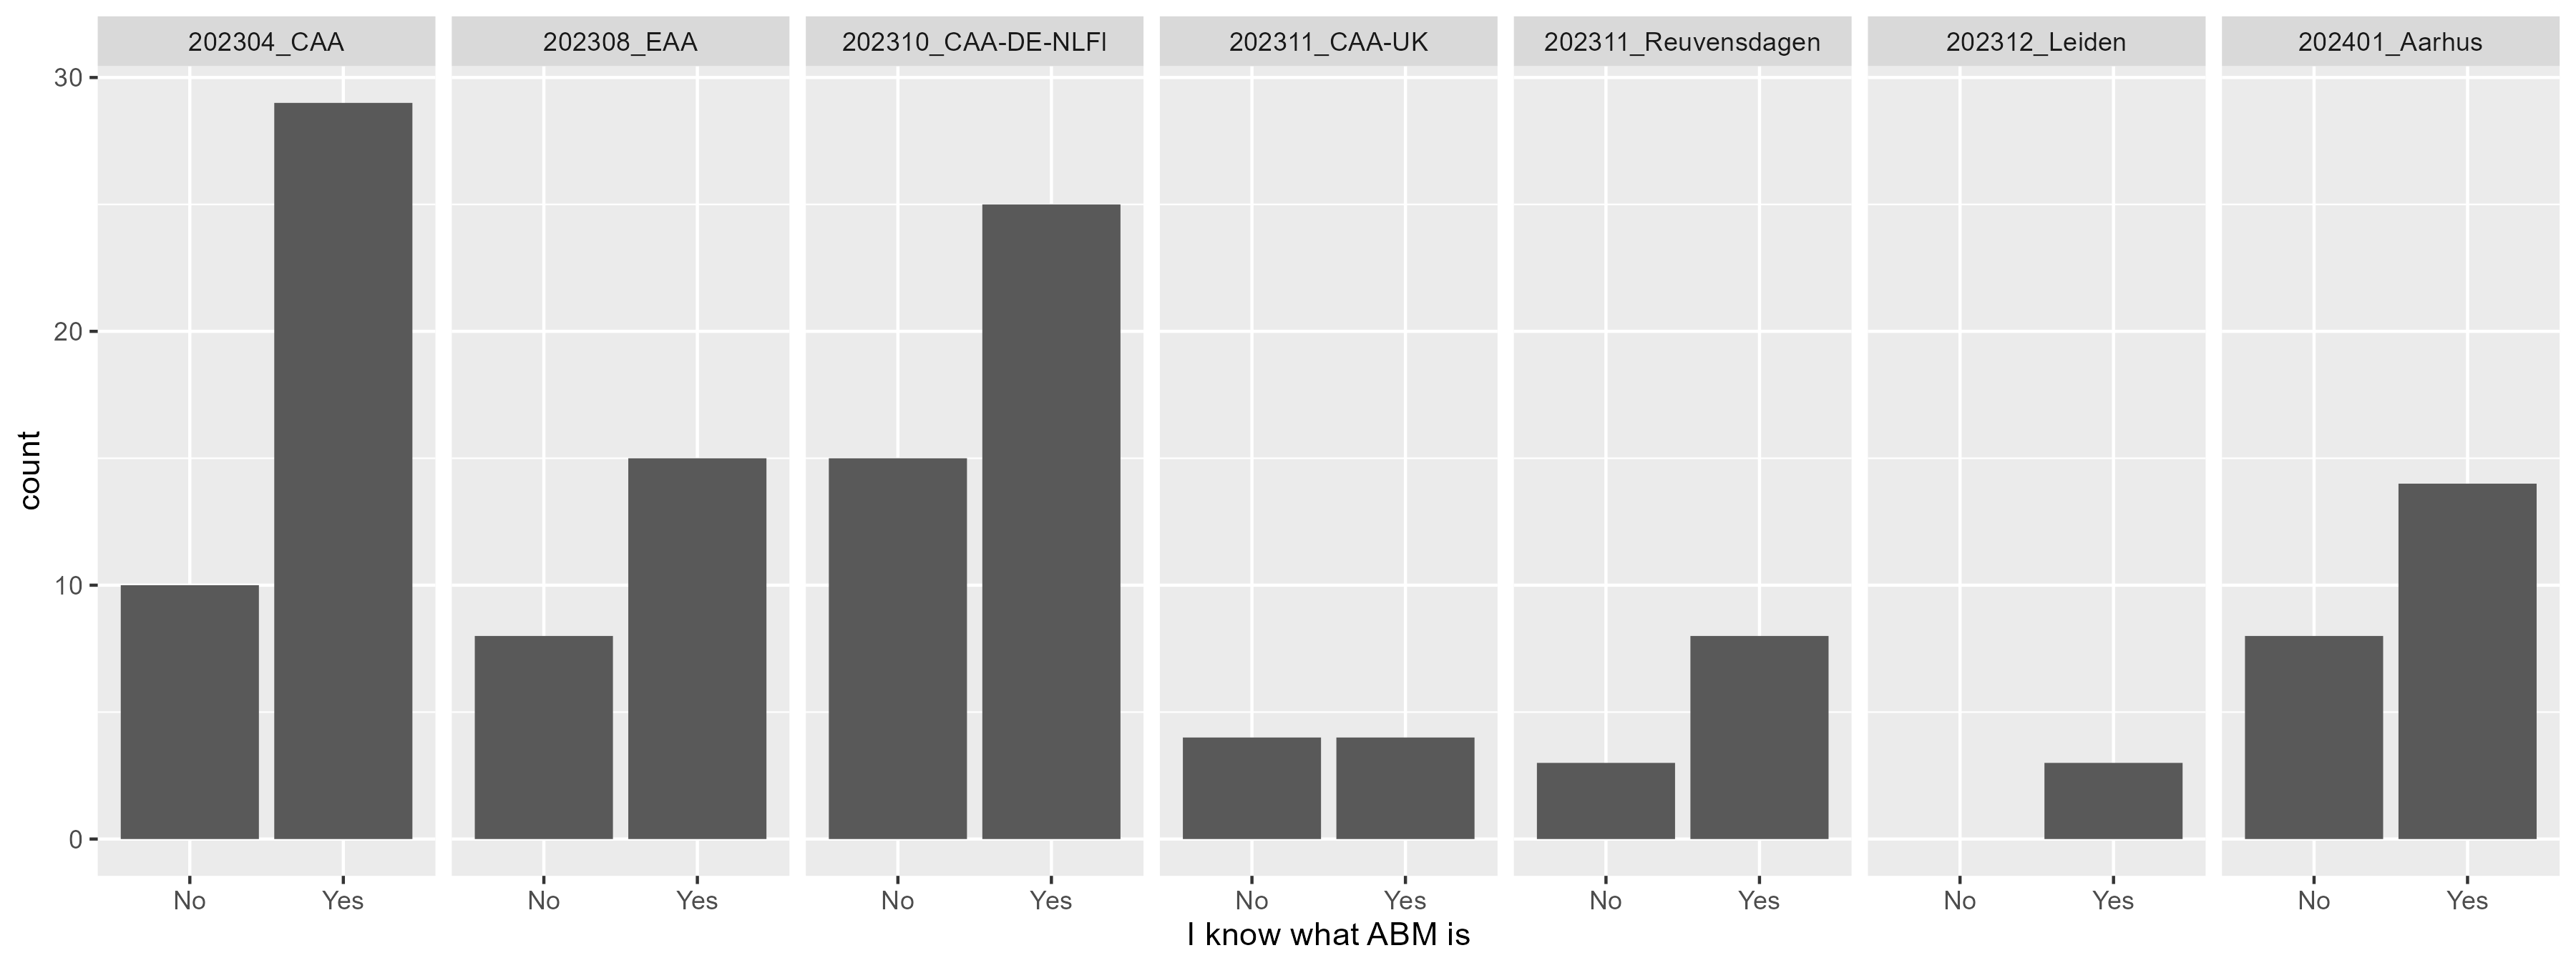 202304_CAA 202308_EAA 202310_CAA-DE-NLFI 202311_CAA-UK 202311_Reuvensdagen 202312_Leiden 202401_Aarhus
30
20
10
0
count
No Yes No Yes No Yes No Yes No Yes No Yes No Yes
I know what ABM is